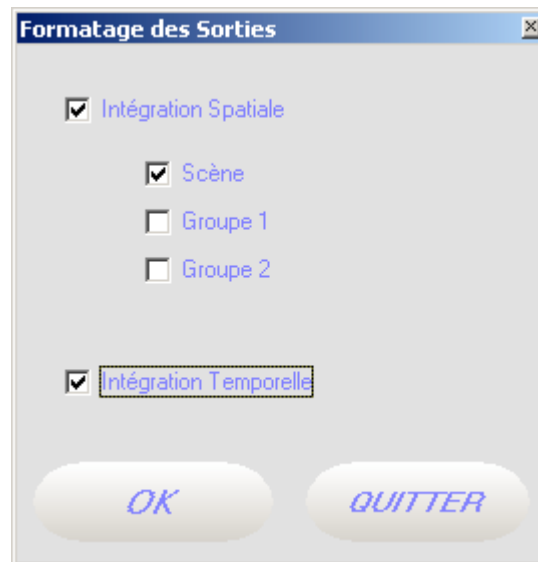 Formatage des Sorties
Intégration Spatiale
Scène
Groupe 1
Groupe 2
Intégration Temporelle
OK
QUITTER